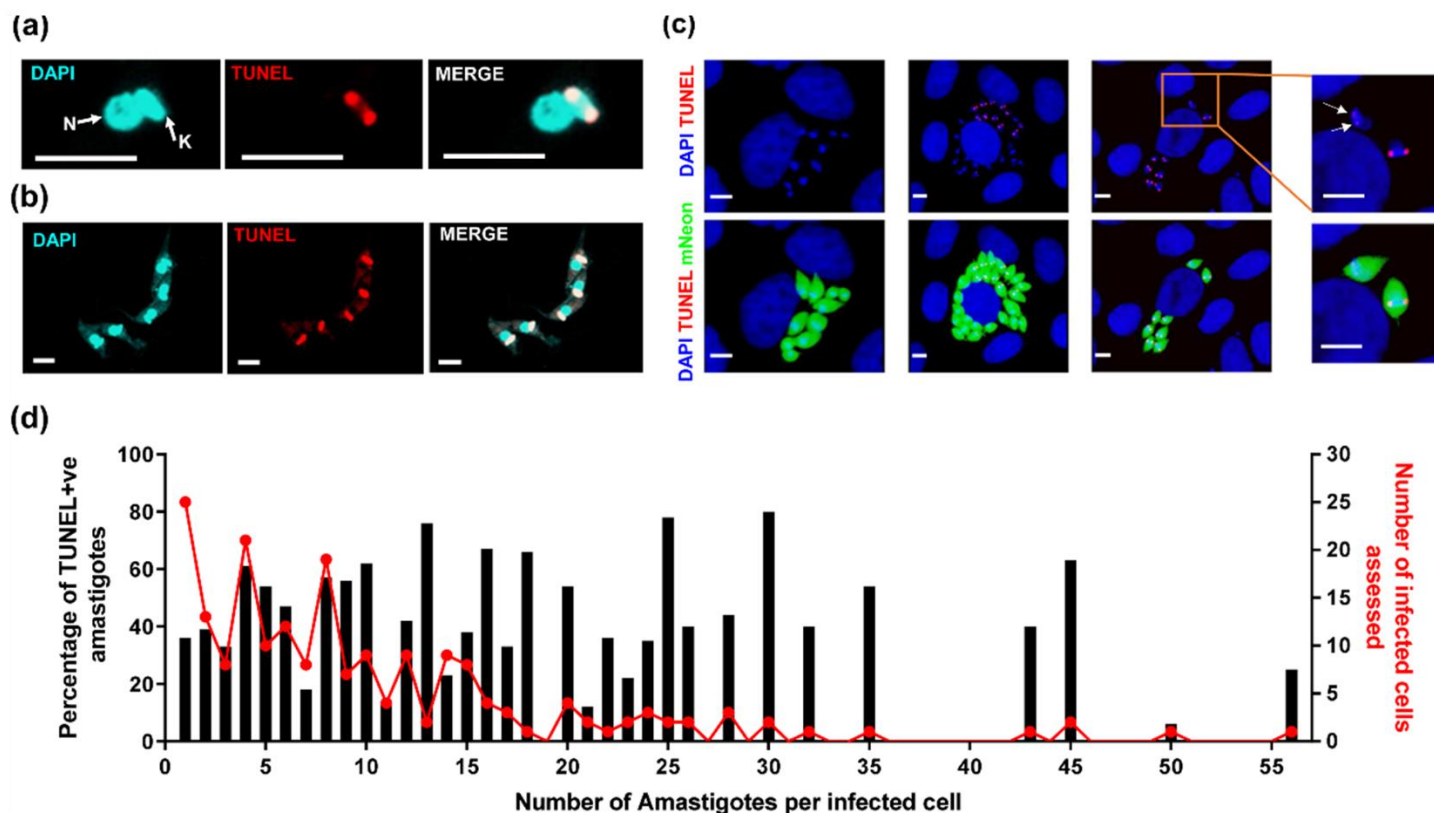 (a)
DAPI
N
K
TUNEL
MERGE
(b)
DAPI
TUNEL
MERGE
(c)
DAPI TUNEL
DAPI TUNEL mNeon
(d)
Percentage of TUNEL+ve
amastigotes
100
80
60
40
20
0
30
25
20
15
10
5
0
Number of infected cells
assessed
0 5 10 15 20 25 30 35 40 45 50 55
Number of Amastigotes per infected cell